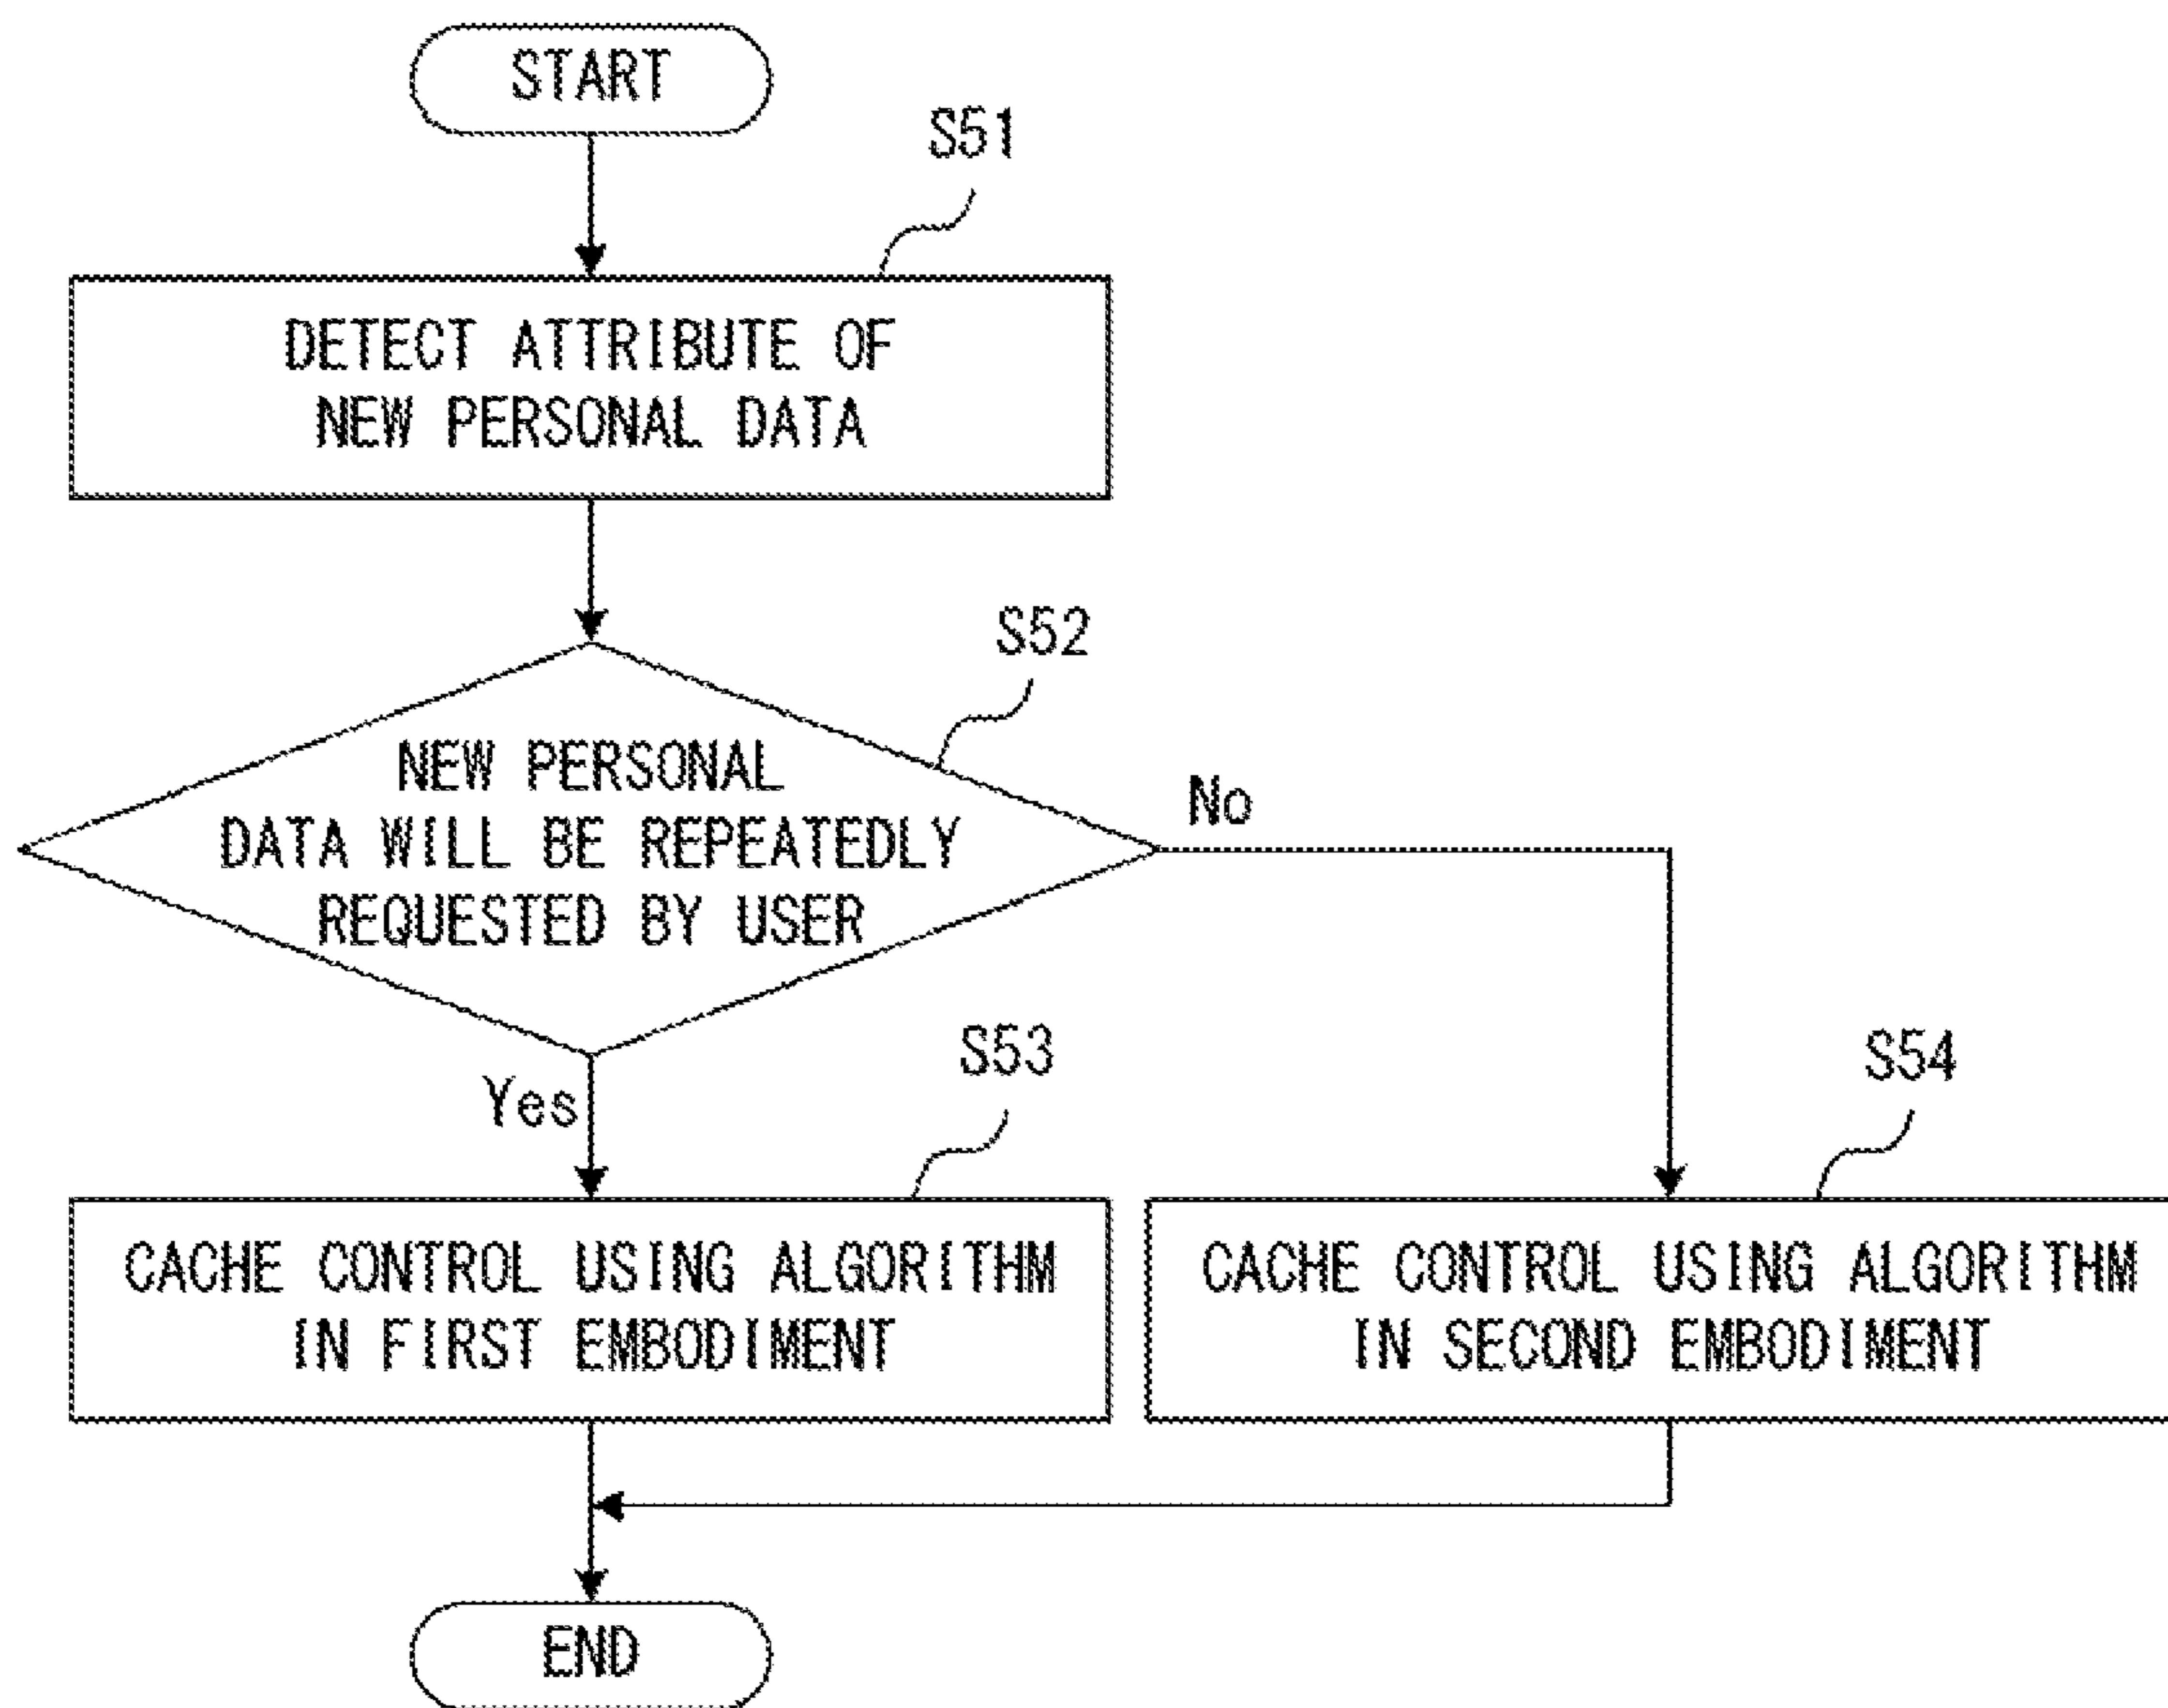 START
S51
DETECT ATTRIBUTE OF
NEW PERSONAL DATA
S52
NEW PERSONAL
DATA WILL BE REPEATEDLY
REQUESTED BY USER
No
Yes
S53
S54
CACHE CONTROL USING ALGORITHM
IN FIRST EMBODIMENT
CACHE CONTROL USING ALGORITHM
IN SECOND EMBODIMENT
END